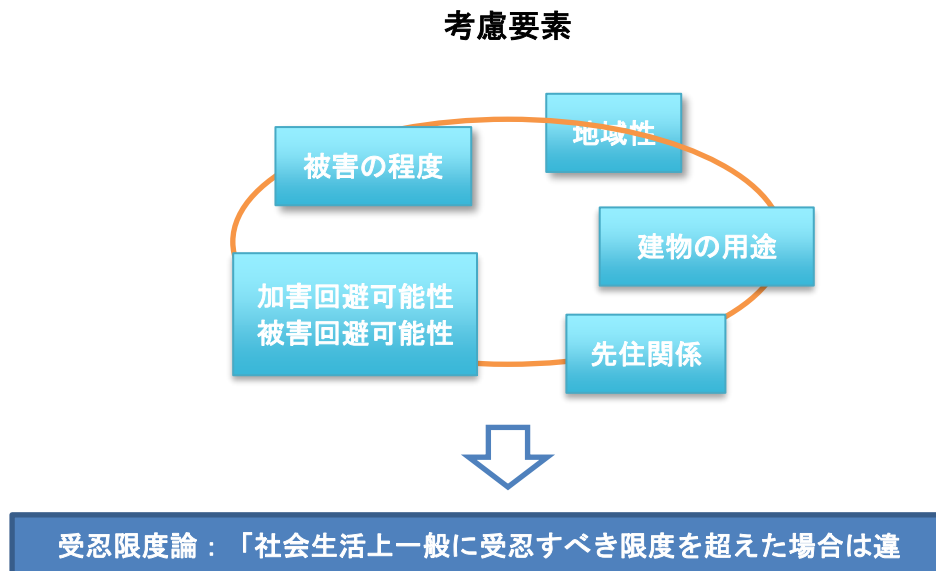 考慮要素
地域性
被害の程度
建物の用途
加害回避可能性
被害回避可能性
先住関係
受忍限度論：「社会生活上一般に受忍すべき限度を超えた場合は違